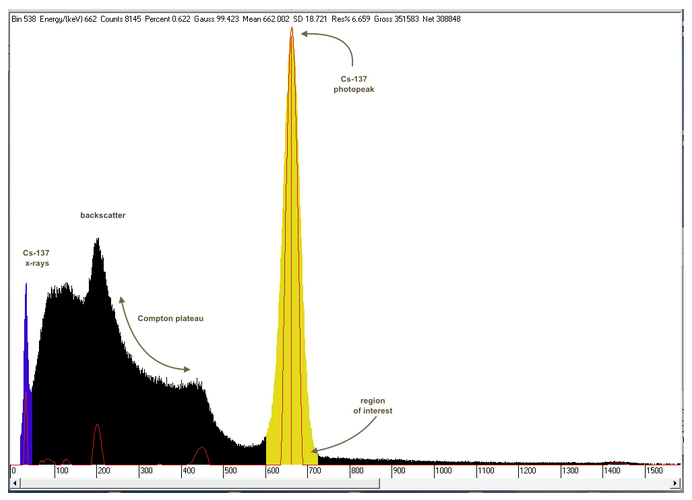 Bin 538 Energy/(keV) 662 Counts 8145 Percent 0.622 Gauss 99.423 Mean 662.002 SD 18.721 Res% 6.659 Gross 351583 Net 308848
Cs-137
photopeak
backscatter
Cs-137
x-rays
Compton plateau
region
of interest
0 100 200 300 400 500 600 700 800 900 1000 1100 1200 1300 1400 1500